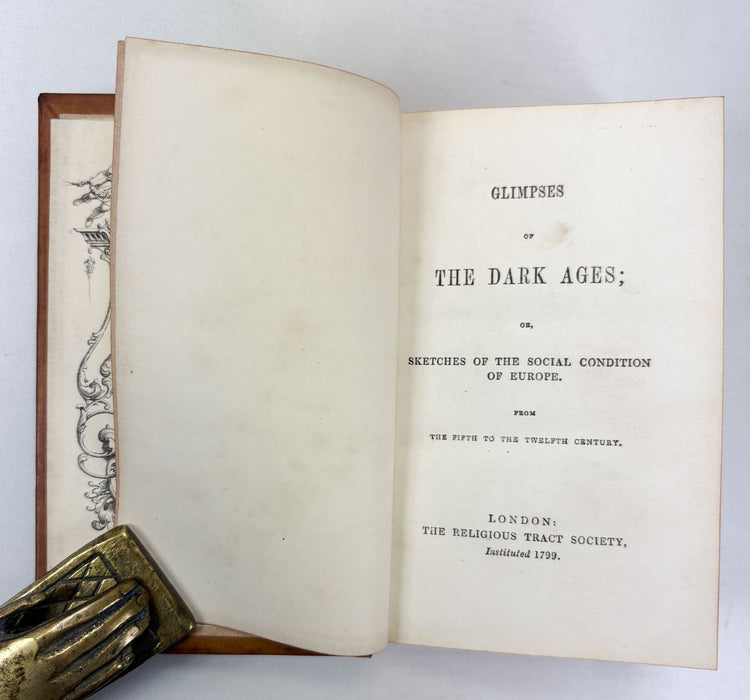 GLIMPSES
OF
THE DARK AGES;
OR,
SKETCHES OF THE SOCIAL CONDITION
OF EUROPE.
FROM
THE FIFTH TO THE TWELFTH CENTURY.
LONDON:
THE RELIGIOUS TRACT SOCIETY,
Instituted 1799.